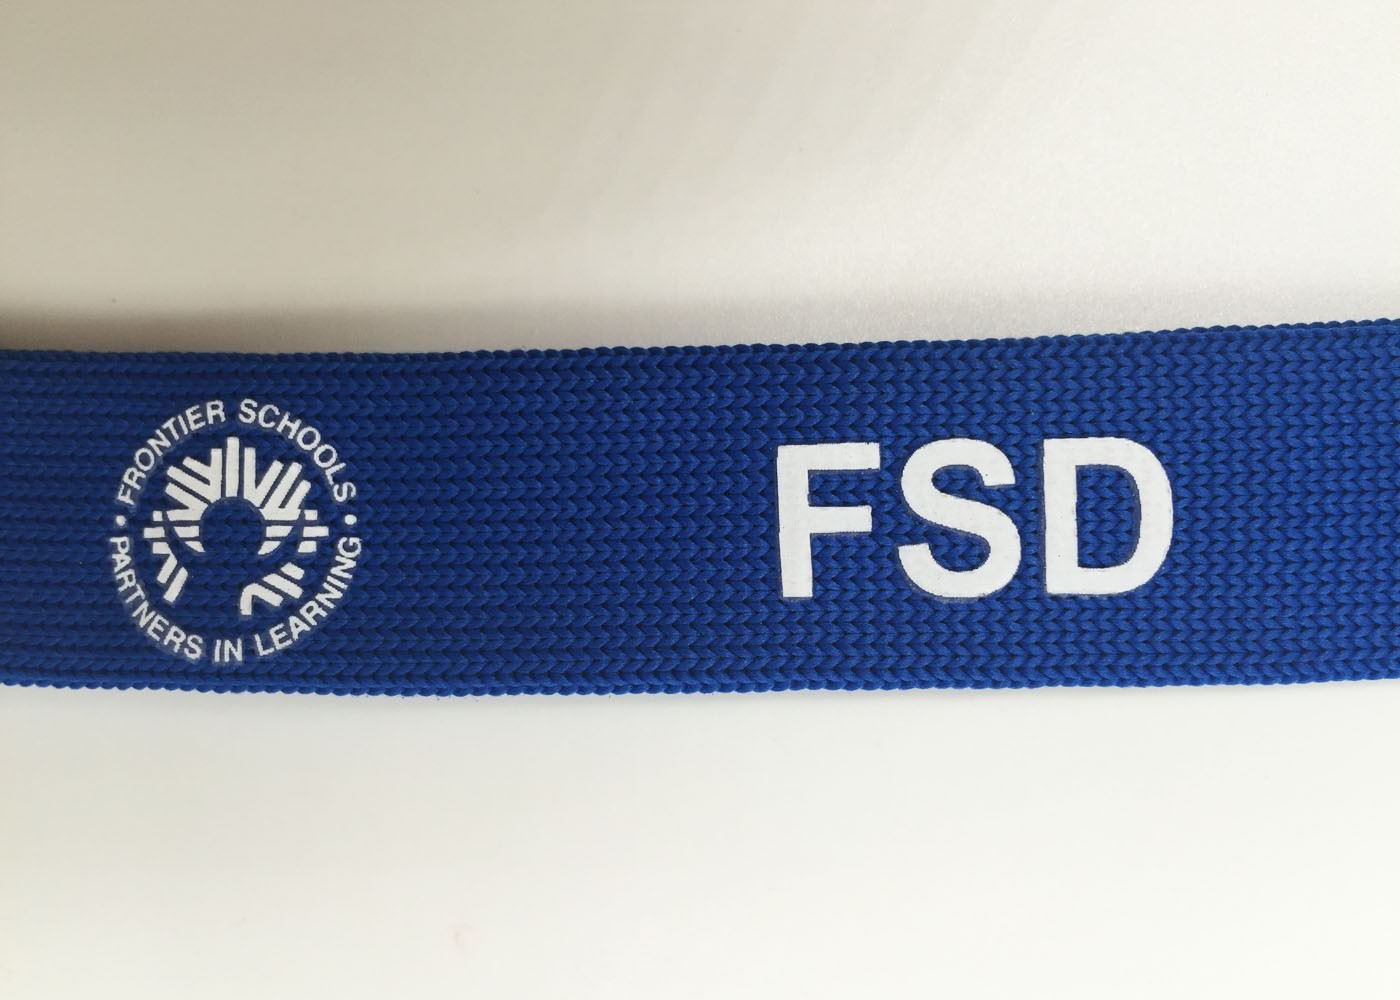 FRONTIER SCHOOLS
• PARTNERS IN LEARNING •
FSD